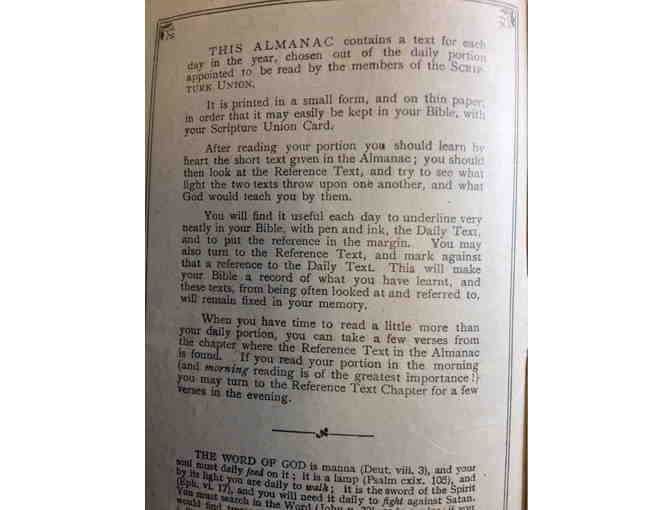 THIS ALMANAC contains a text for each
day in the year, chosen out of the daily portion
appointed to be read by the members of the SCRIP-
TURE UNION.
It is printed in a small form, and on thin paper,
in order that it may easily be kept in your Bible, with
your Scripture Union Card.
After reading your portion you should learn by
heart the short text given in the Almanac; you should
then look at the Reference Text, and try to see what
light the two texts throw upon one another, and what
God would teach you by them.
You will find it useful each day to underline very
neatly in your Bible, with pen and ink, the Daily Text,
and to put the reference in the margin. You may
also turn to the Reference Text, and mark against
that a reference to the Daily Text. This will make
your Bible a record of what you have learnt, and
these texts, from being often looked at and referred to,
will remain fixed in your memory.
When you have time to read a little more than
your daily portion, you can take a few verses from
the chapter where the Reference Text in the Almanac
is found. If you read your portion in the morning
(and morning reading is of the greatest importance!)
you may turn to the Reference Text Chapter for a few
verses in the evening.
THE WORD OF GOD is manna (Deut. viii. 3), and your
soul must daily feed on it; it is a lamp (Psalm cxix. 105), and
by its light you are daily to walk; it is the sword of the Spirit
(Eph. vi. 17), and you will need it daily to fight against Satan.
You must search in the Word (John v. 39)
would find